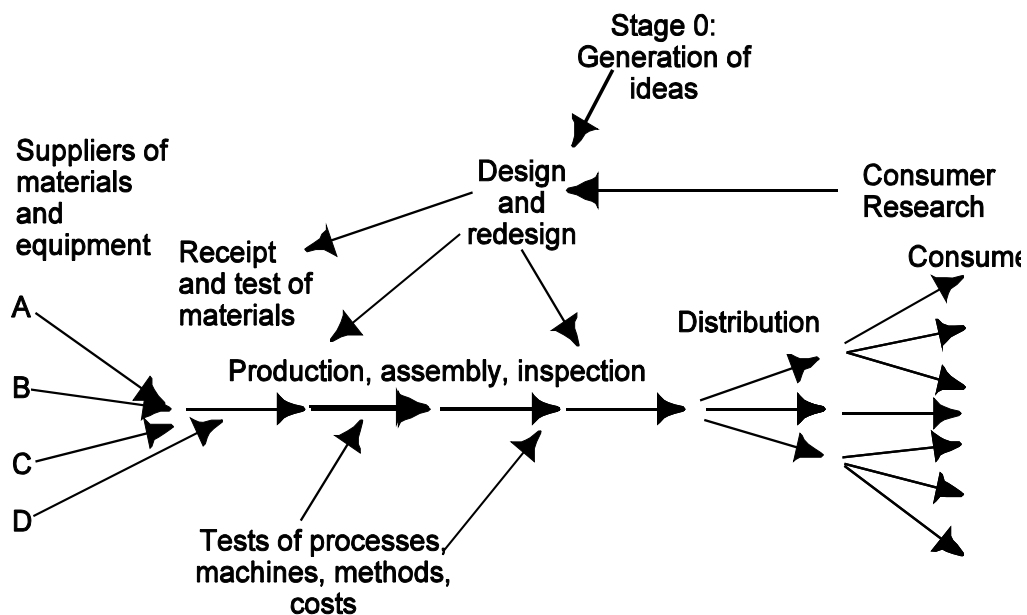 Stage 0:
Generation of
ideas
Suppliers of
materials
and
equipment
Design
and
redesign
Consumer
Research
Receipt
and test of
materials
Consume
A
Distribution
B
Production, assembly, inspection
C
D
Tests of processes,
machines, methods,
costs